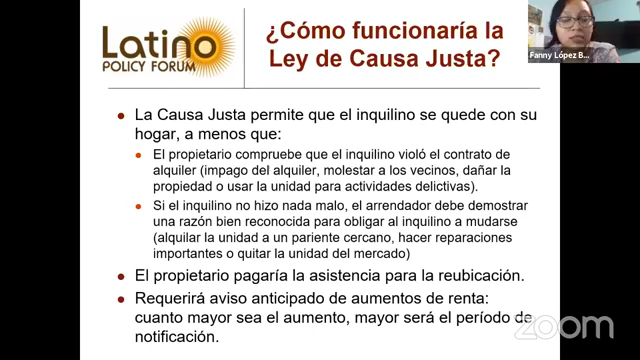 Latino
POLICY FORUM
¿Cómo funcionaría la
Ley de Causa Justa?
Fanny López B...
La Causa Justa permite que el inquilino se quede con su
hogar, a menos que:
El propietario compruebe que el inquilino violó el contrato de
alquiler (impago del alquiler, molestar a los vecinos, dañar la
propiedad o usar la unidad para actividades delictivas).
Si el inquilino no hizo nada malo, el arrendador debe demostrar
una razón bien reconocida para obligar al inquilino a mudarse
(alquilar la unidad a un pariente cercano, hacer reparaciones
importantes o quitar la unidad del mercado)
El propietario pagaría la asistencia para la reubicación.
Requerirá aviso anticipado de aumentos de renta:
cuanto mayor sea el aumento, mayor será el período de
notificación.
zoom